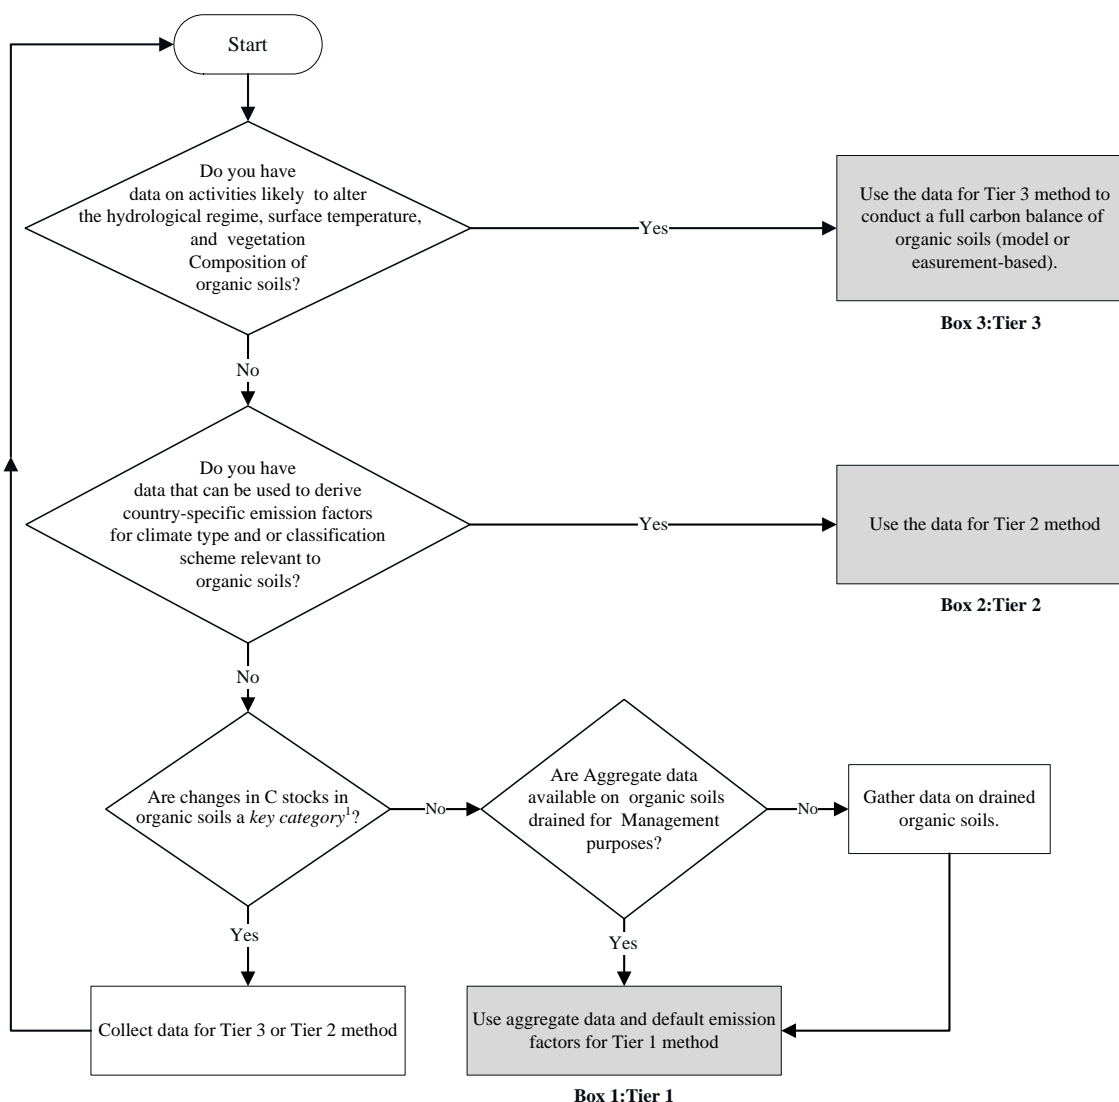 Start
Do you have
data on activities likely to alter
the hydrological regime, surface temperature,
and vegetation
Composition of
organic soils?
Yes
Use the data for Tier 3 method to
conduct a full carbon balance of
organic soils (model or
easurement-based).
Box 3:Tier 3
No
Do you have
data that can be used to derive
country-specific emission factors
for climate type and or classification
scheme relevant to
organic soils?
Yes
Use the data for Tier 2 method
Box 2:Tier 2
No
Are changes in C stocks in
organic soils a key category¹?
No
Are Aggregate data
available on organic soils
drained for Management
purposes?
No
Gather data on drained
organic soils.
Yes
Yes
Collect data for Tier 3 or Tier 2 method
Use aggregate data and default emission
factors for Tier 1 method
Box 1:Tier 1